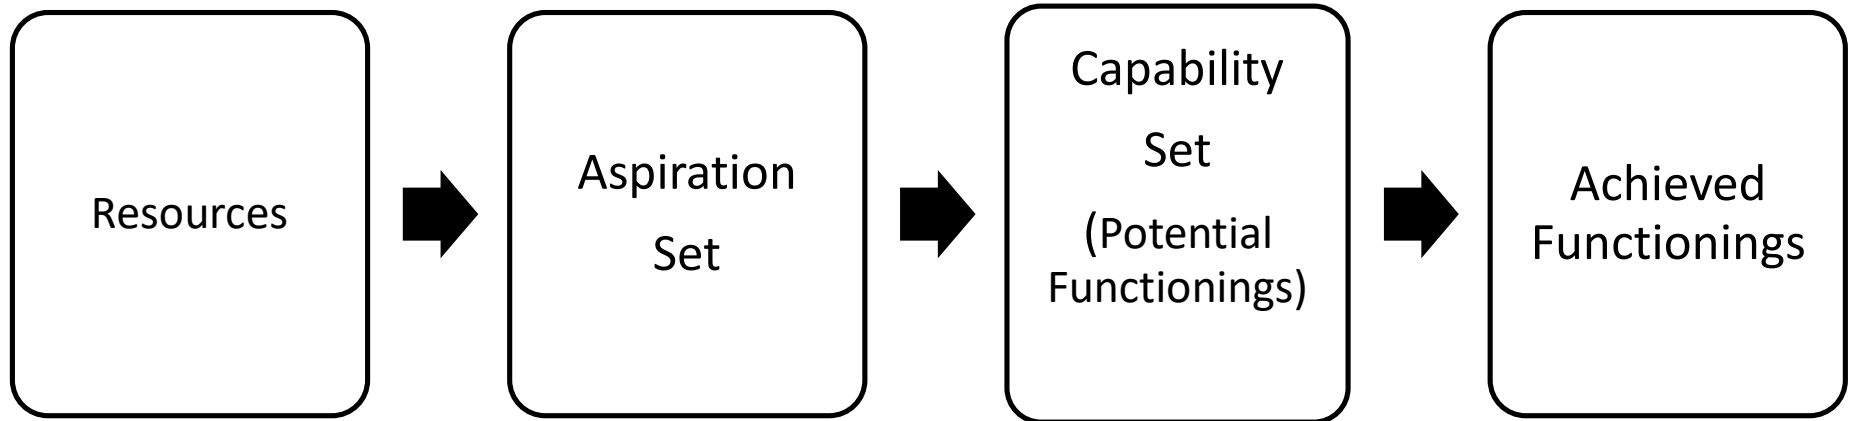 Resources
Aspiration
Set
Capability
Set
(Potential
Functionings)
Achieved
Functionings